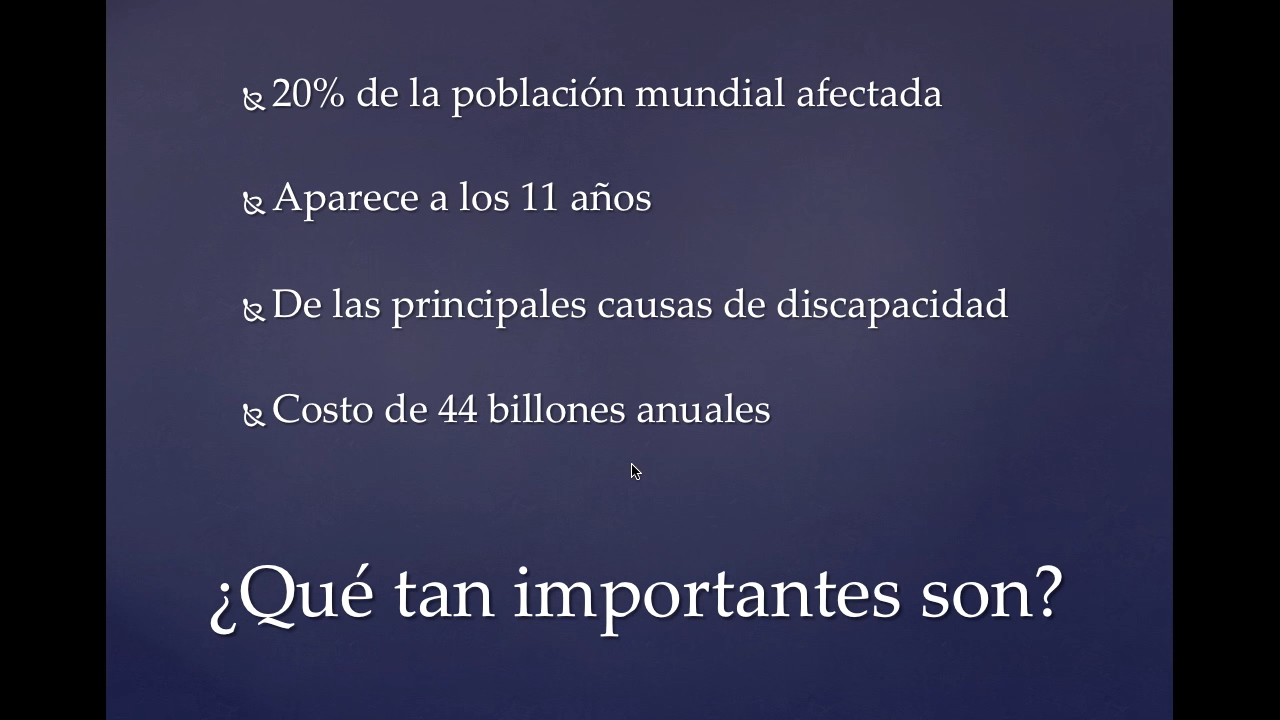 20% de la población mundial afectada
Aparece a los 11 años
De las principales causas de discapacidad
Costo de 44 billones anuales
¿Qué tan importantes son?